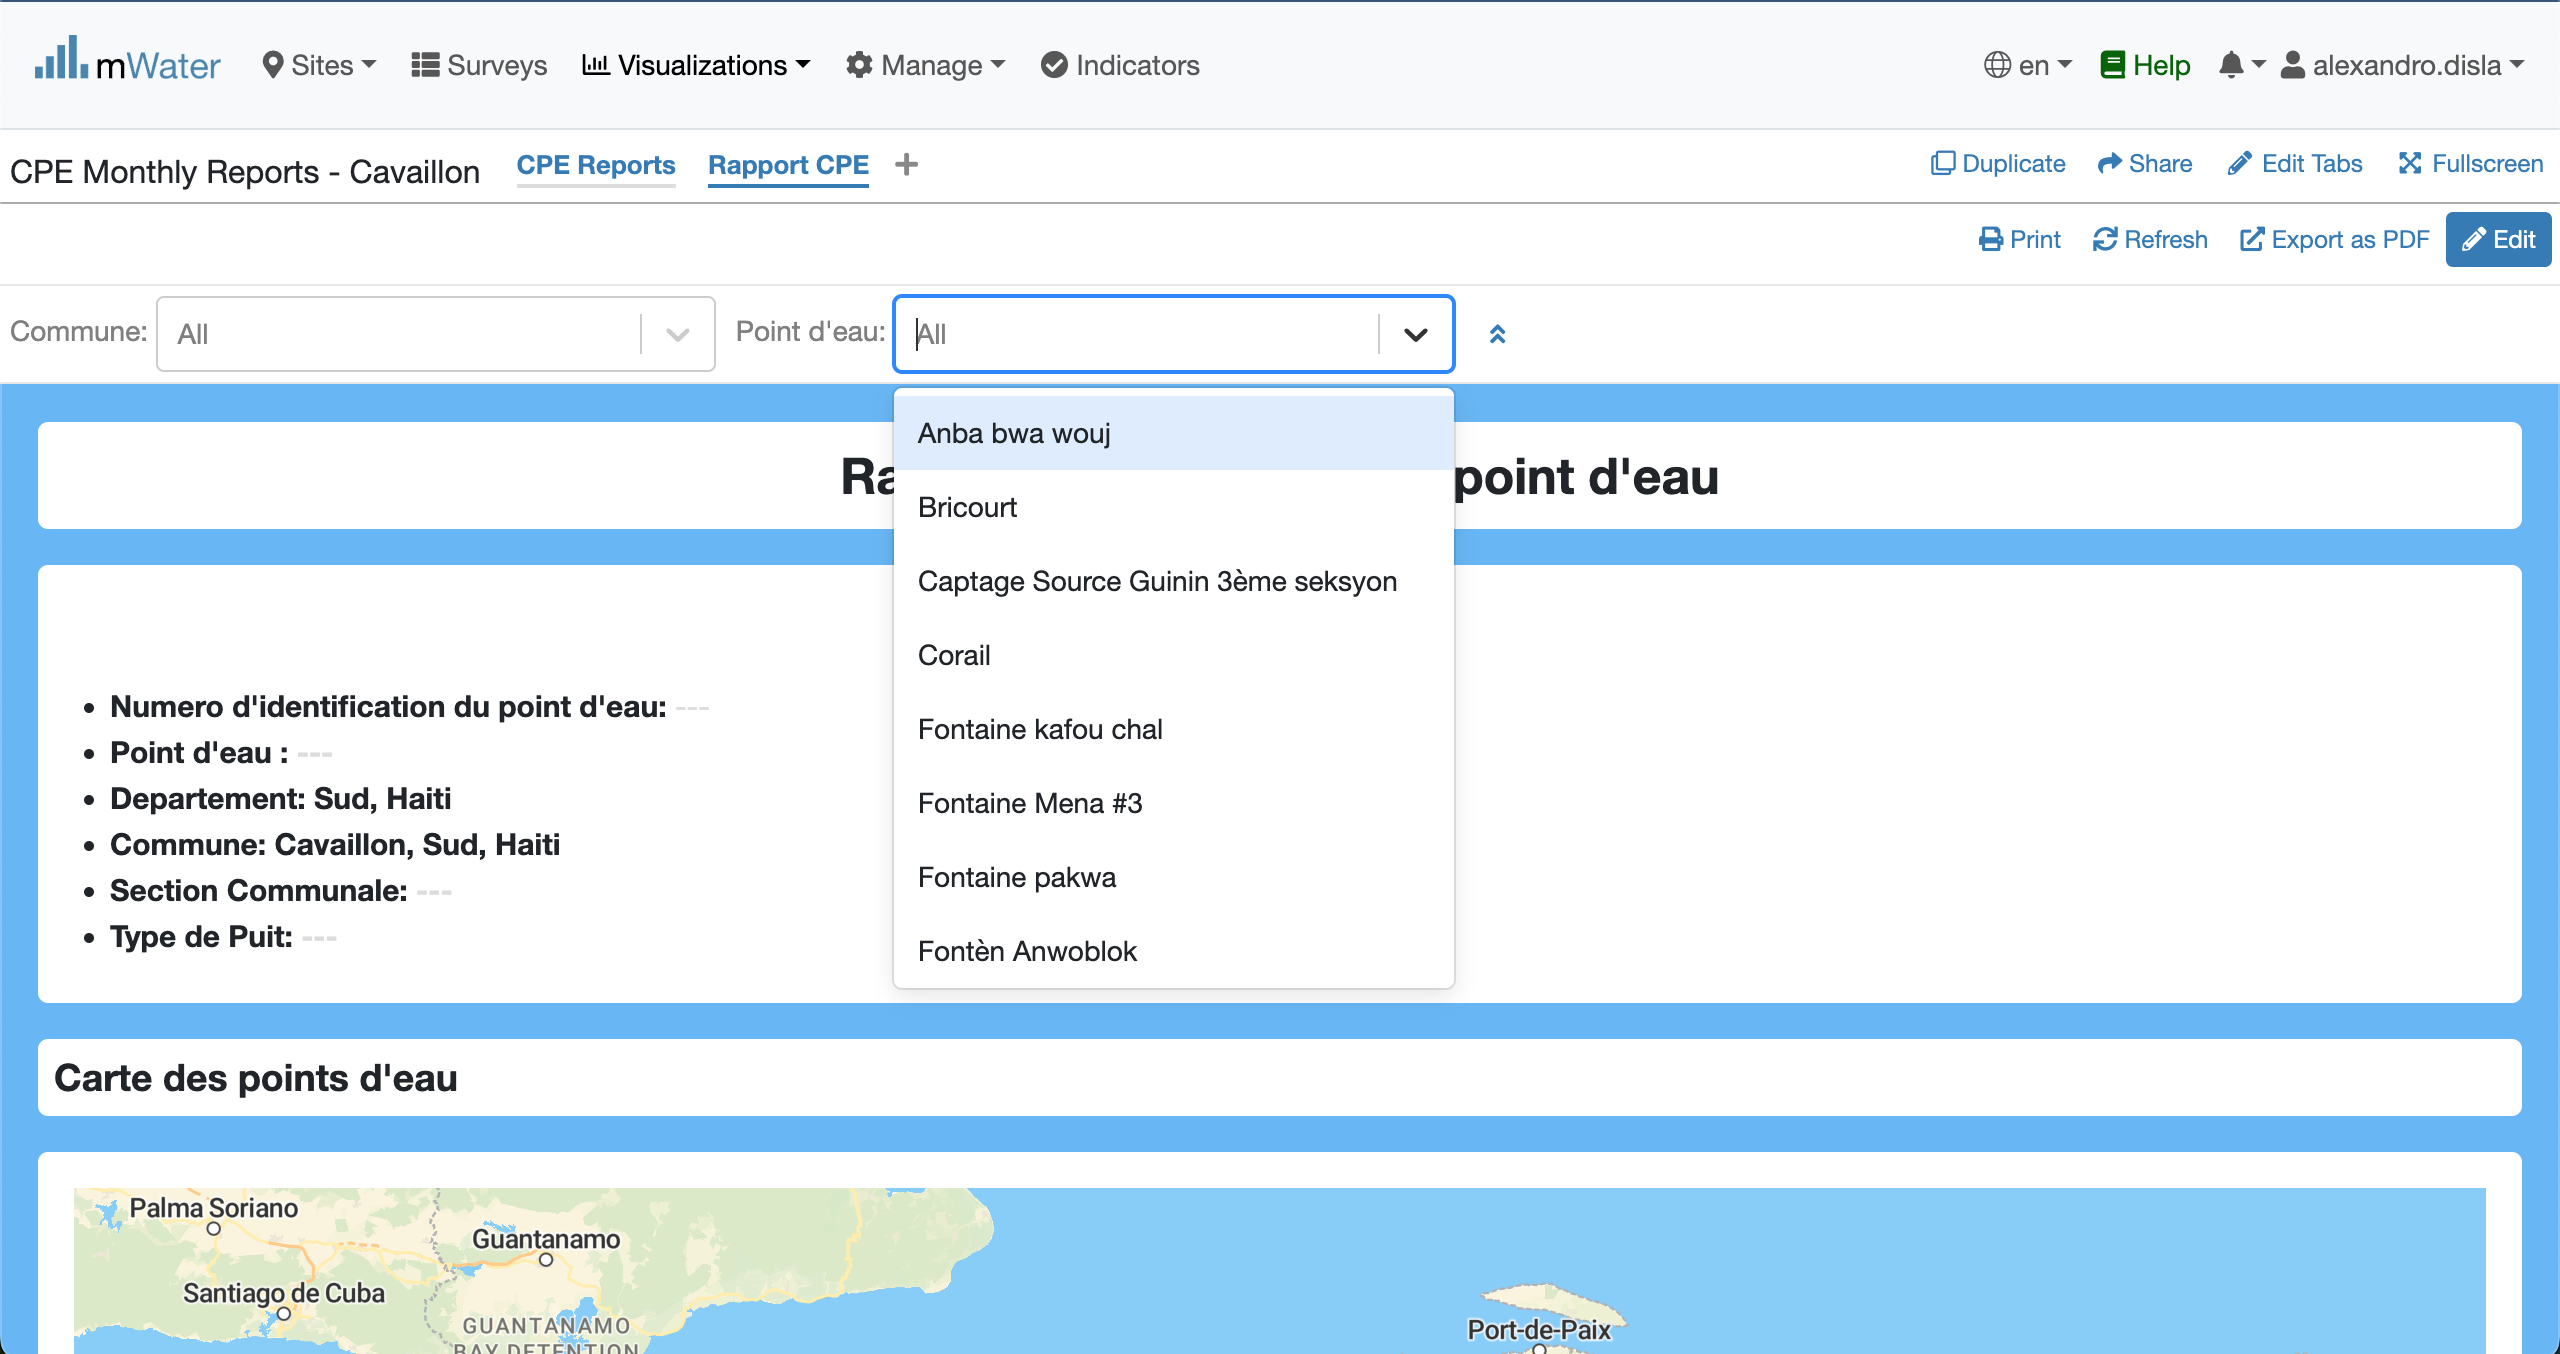 mWater Sites Surveys Visualizations Manage Indicators en Help alexandro.disla
CPE Monthly Reports - Cavaillon CPE Reports Rapport CPE + Duplicate Share Edit Tabs Fullscreen
Print Refresh Export as PDF Edit
Commune: All Point d'eau: All
Anba bwa wouj
point d'eau
Bricourt
Captage Source Guinin 3ème seksyon
Corail
Fontaine kafou chal
Fontaine Mena #3
Fontaine pakwa
Fontèn Anwoblok
• Numero d'identification du point d'eau: ---
• Point d'eau : ---
• Departement: Sud, Haiti
• Commune: Cavaillon, Sud, Haiti
• Section Communale: ---
• Type de Puit: ---
Carte des points d'eau
Palma Soriano
Guantanamo
Santiago de Cuba
GUANTANAMO
BAY DETENTION
Port-de-Paix